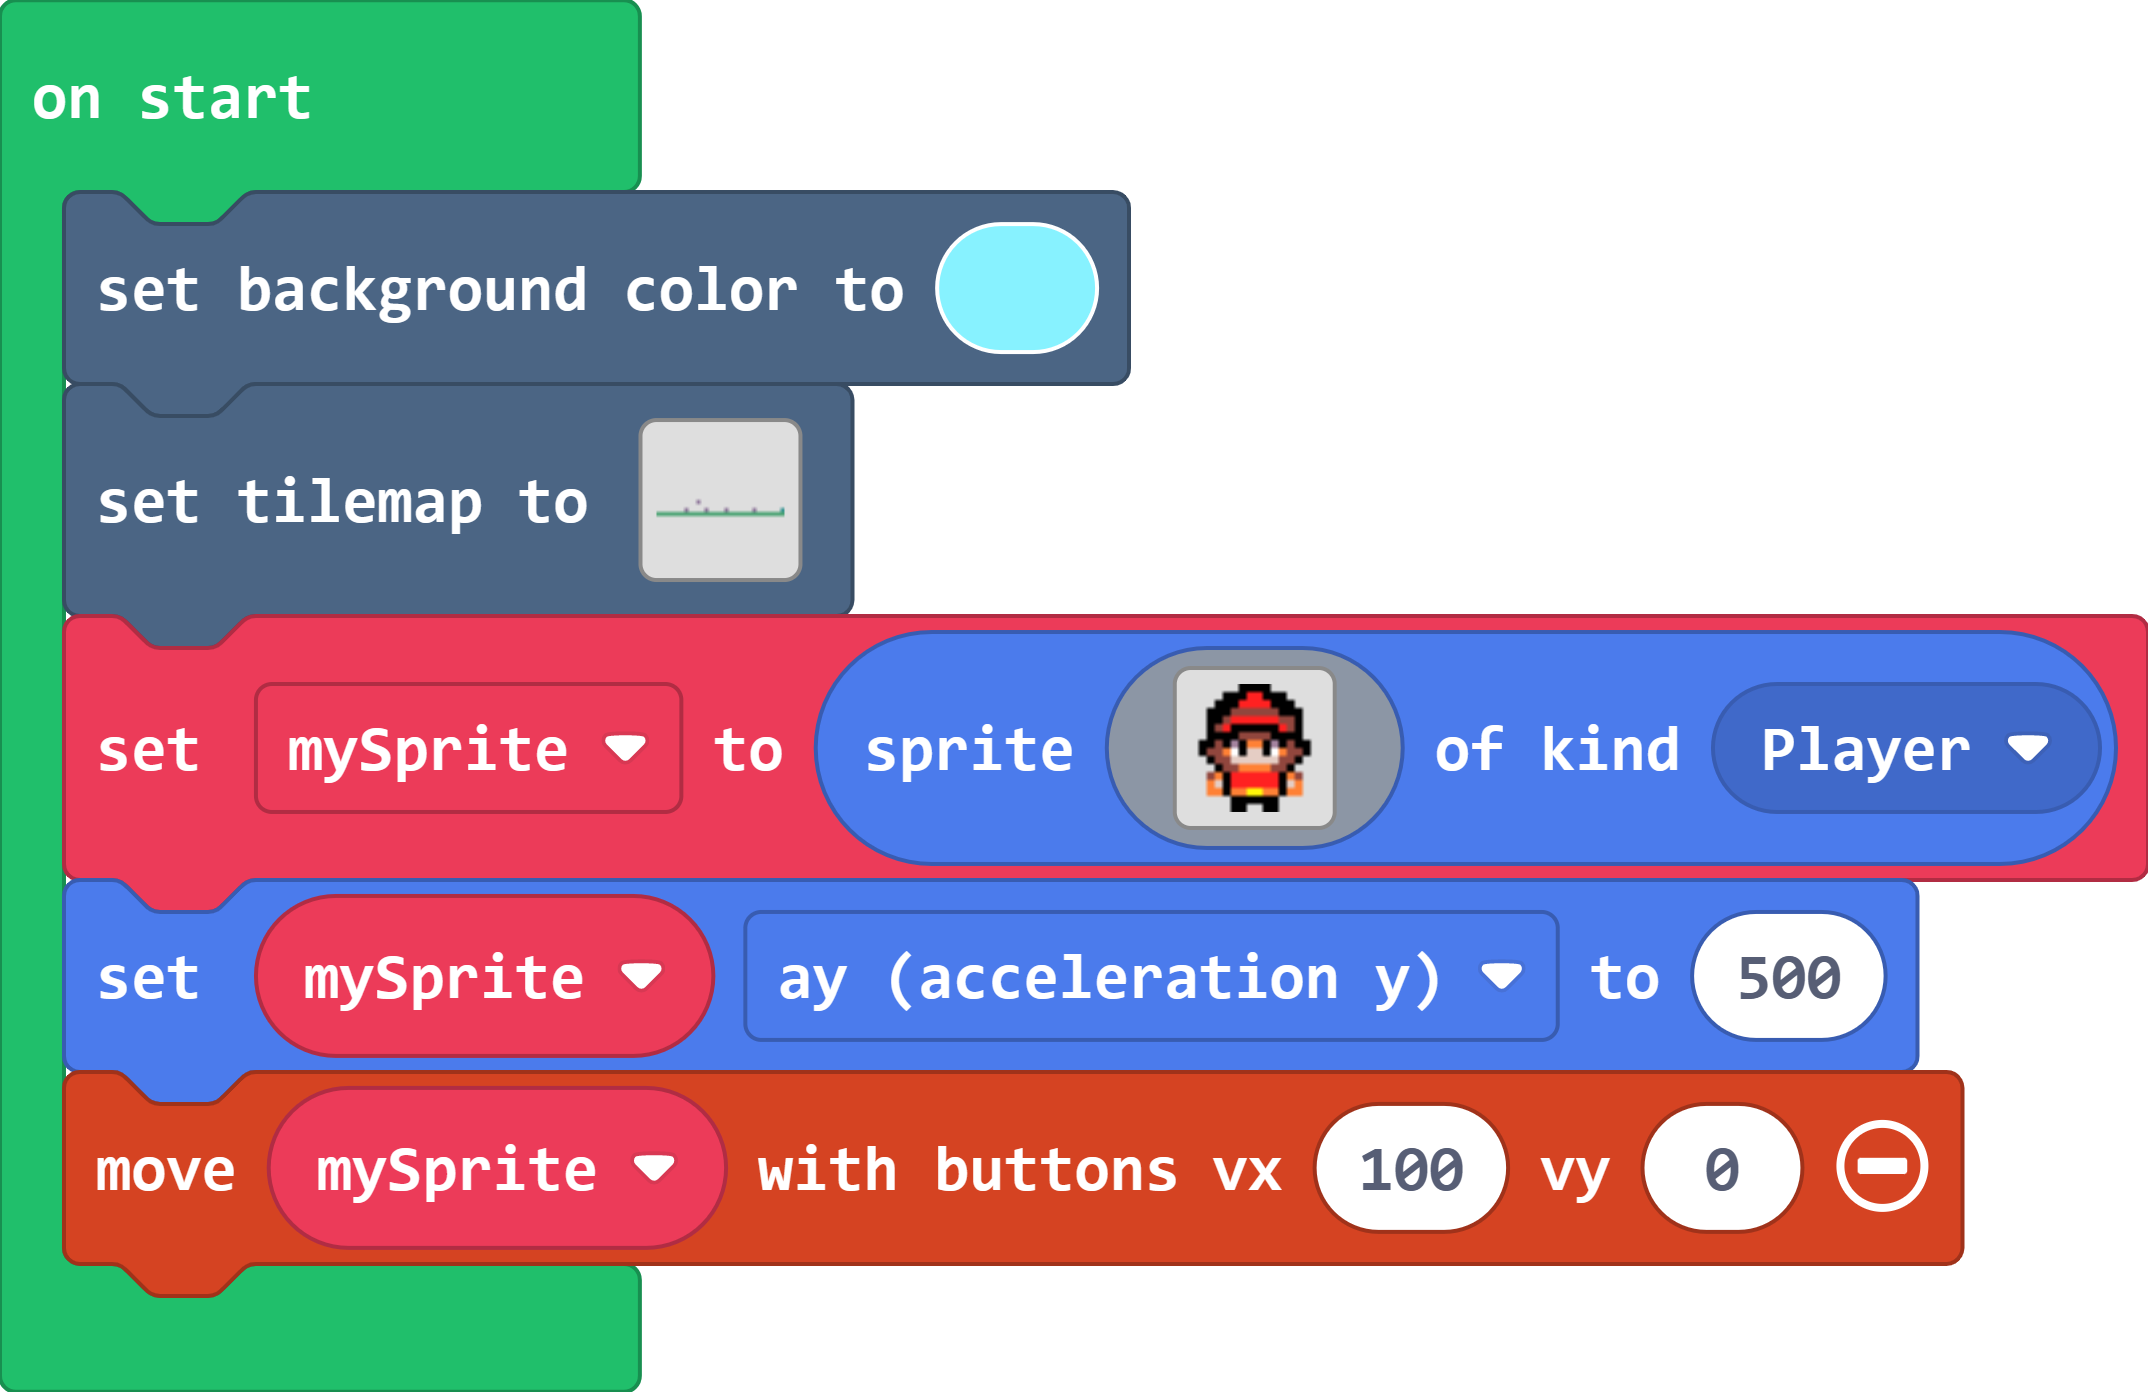 on start
set background color to
set tilemap to
set mySprite to sprite of kind Player
set mySprite ay (acceleration y) to 500
move mySprite with buttons vx 100 vy 0